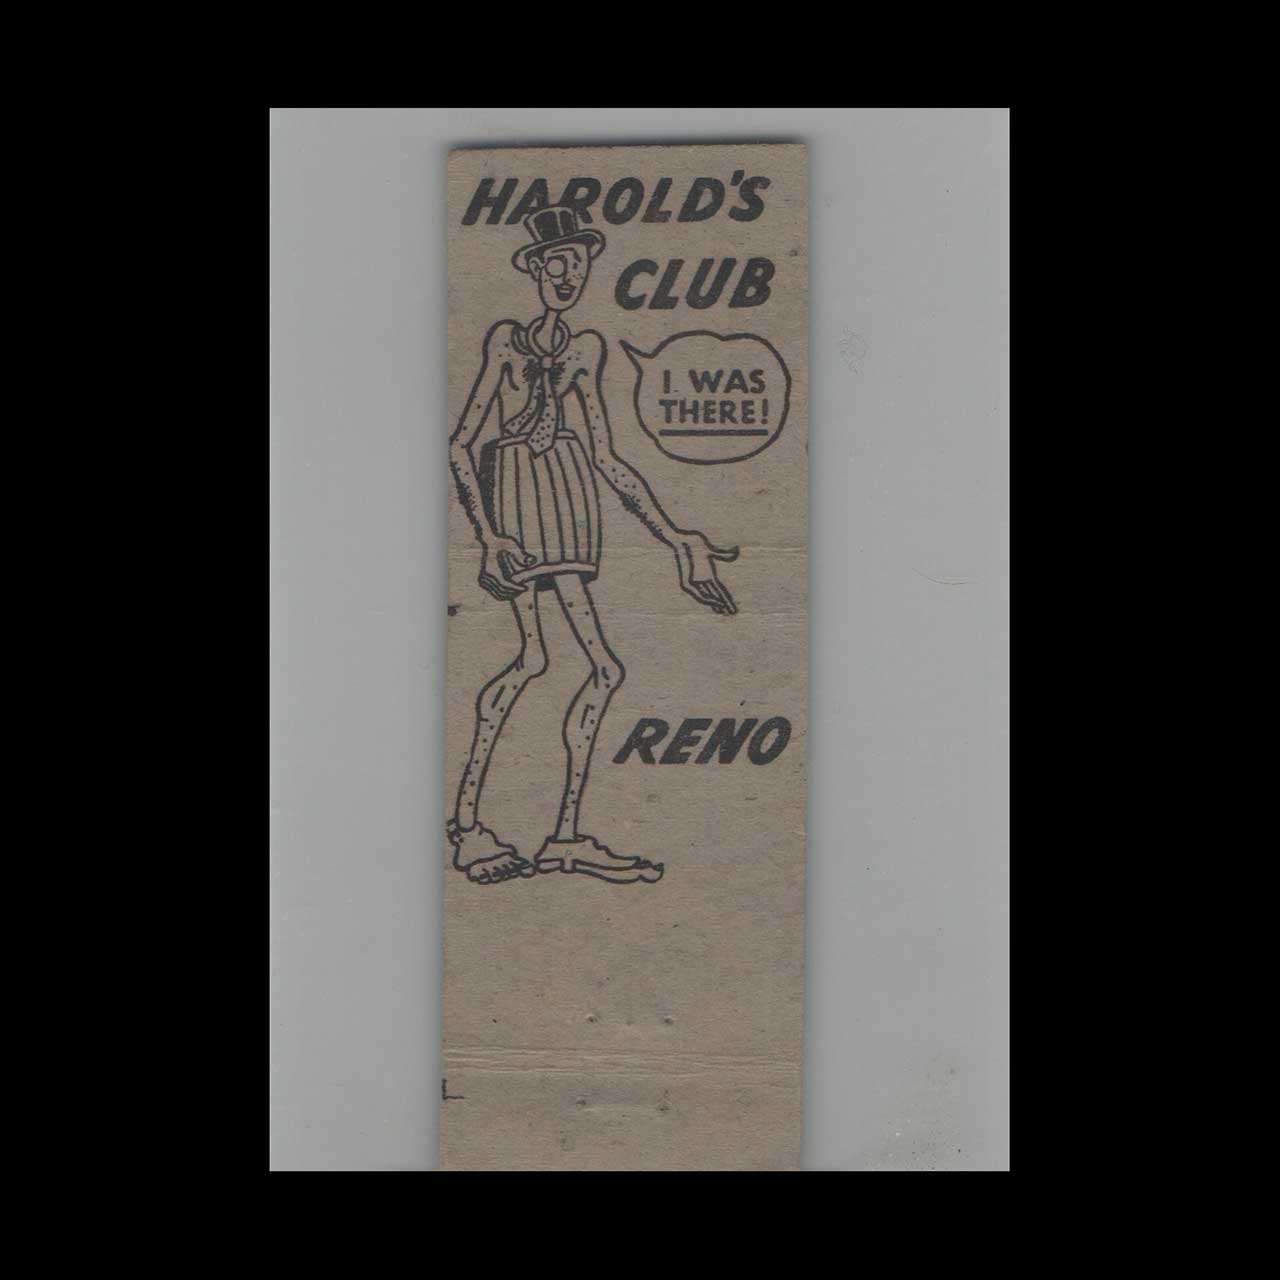 HAROLD'S
CLUB
I WAS
THERE!
RENO